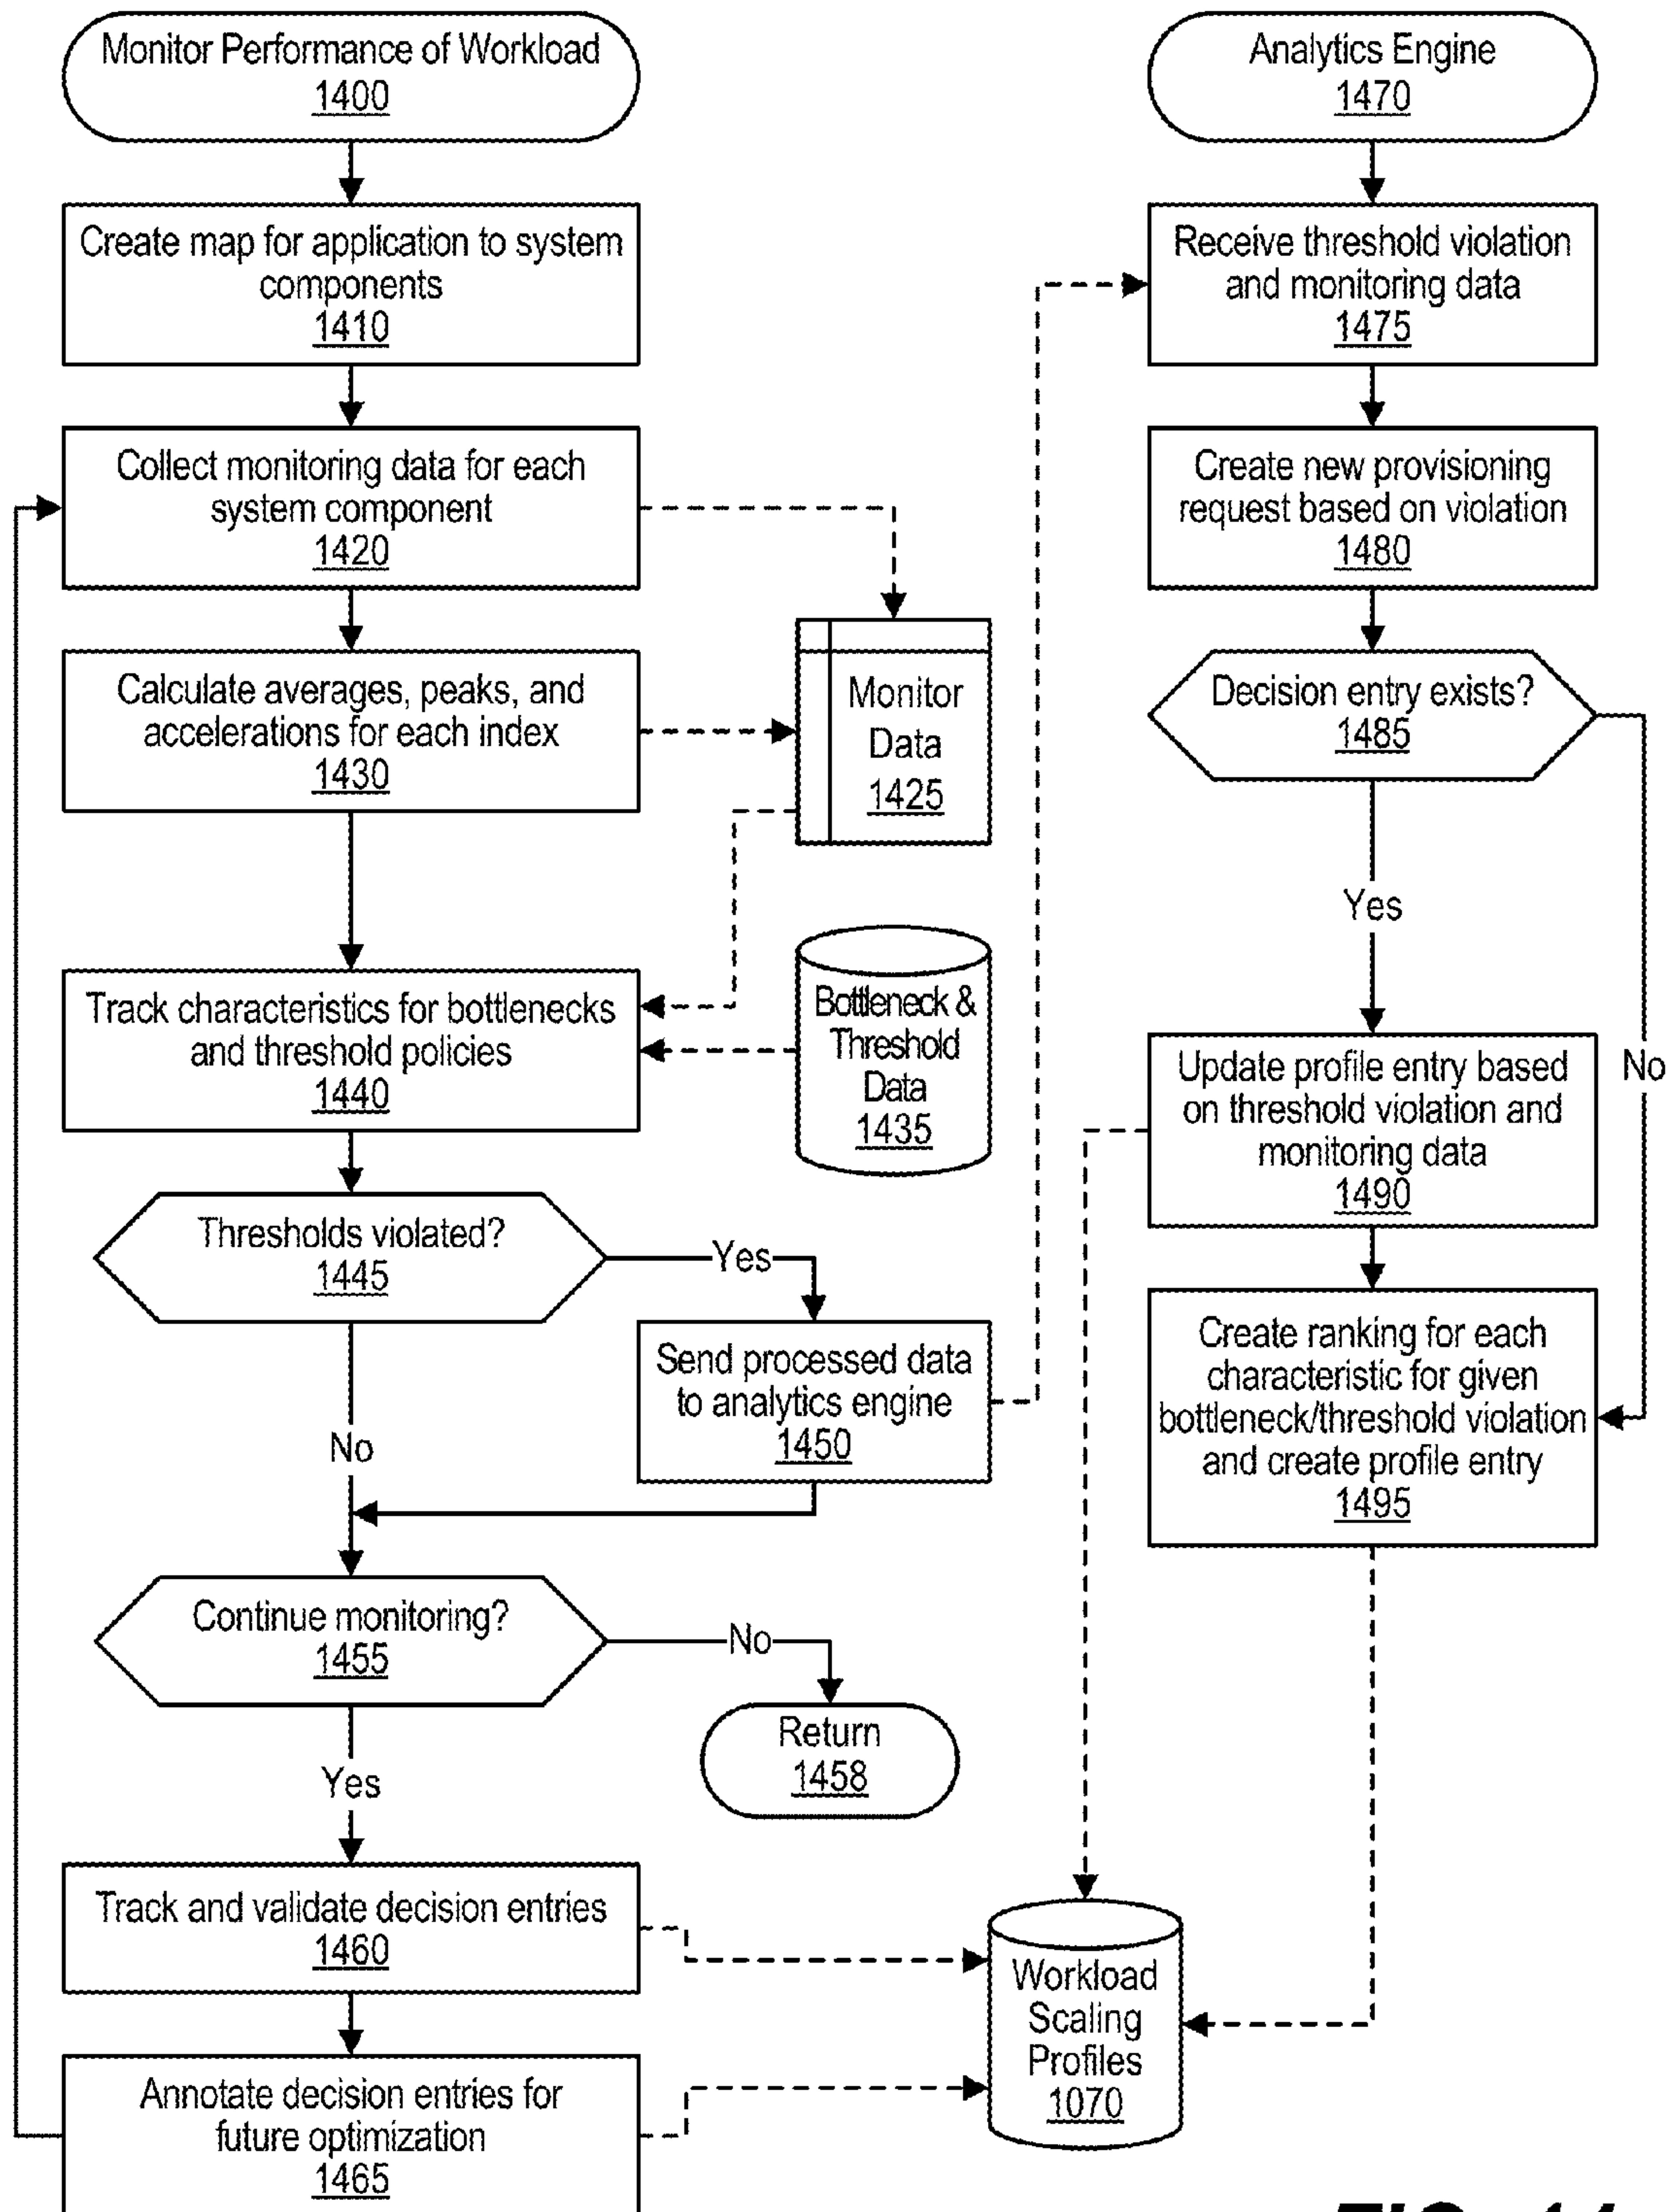 Monitor Performance of Workload
1400
Create map for application to system
components
1410
Collect monitoring data for each
system component
1420
Calculate averages, peaks, and
accelerations for each index
1430
Monitor
Data
1425
Track characteristics for bottlenecks
and threshold policies
1440
Bottleneck &
Threshold
Data
1435
Thresholds violated?
1445
Yes
Send processed data
to analytics engine
1450
No
Continue monitoring?
1455
No
Return
1458
Yes
Track and validate decision entries
1460
Annotate decision entries for
future optimization
1465
Workload
Scaling
Profiles
1070
Analytics Engine
1470
Receive threshold violation
and monitoring data
1475
Create new provisioning
request based on violation
1480
Decision entry exists?
1485
Yes
No
Update profile entry based
on threshold violation and
monitoring data
1490
Create ranking for each
characteristic for given
bottleneck/threshold violation
and create profile entry
1495